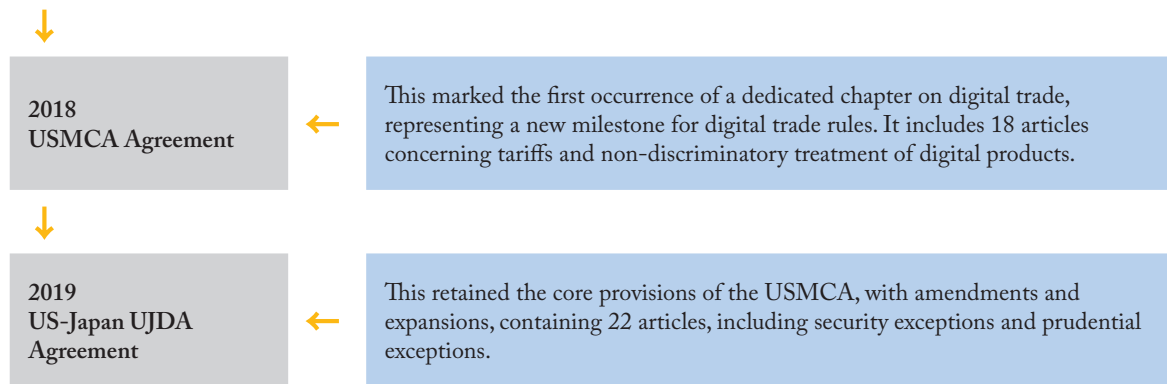 2018
USMCA Agreement
This marked the first occurrence of a dedicated chapter on digital trade,
representing a new milestone for digital trade rules. It includes 18 articles
concerning tariffs and non-discriminatory treatment of digital products.
2019
US-Japan UJDA
Agreement
This retained the core provisions of the USMCA, with amendments and
expansions, containing 22 articles, including security exceptions and prudential
exceptions.